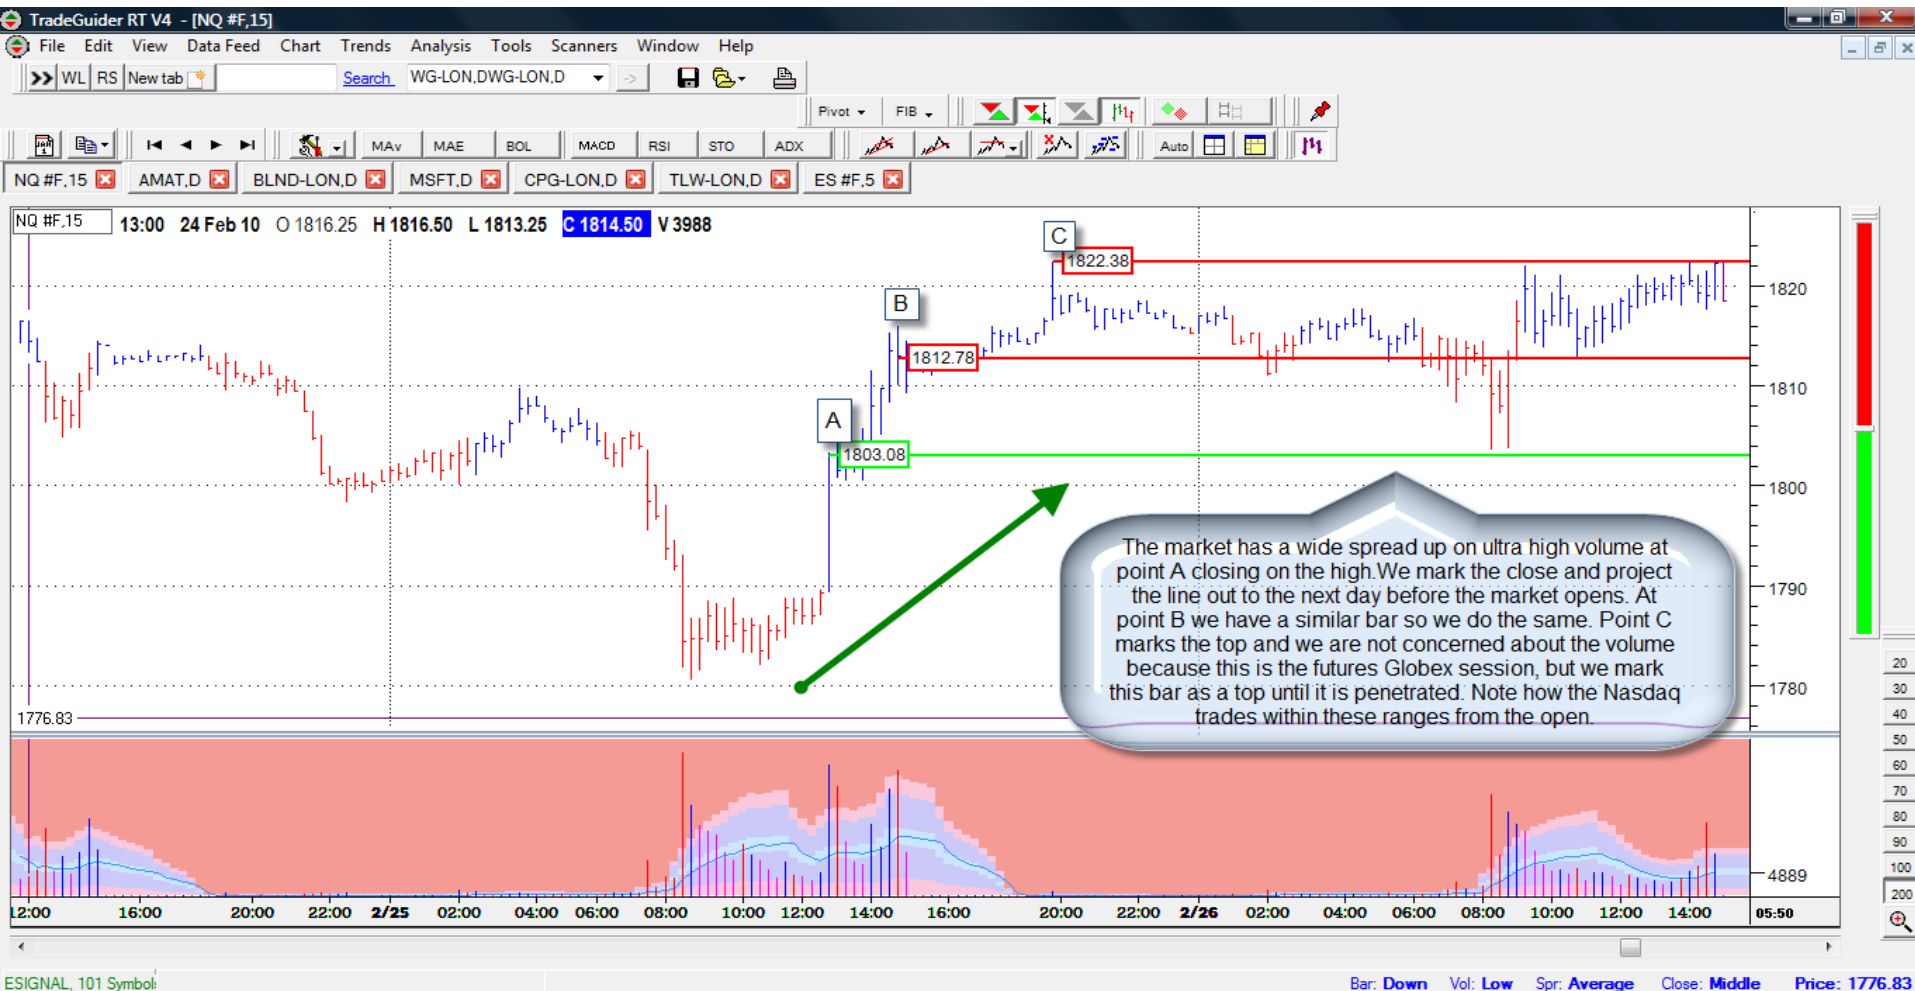 TradeGuider RT V4 - [NQ #F,15]
File Edit View Data Feed Chart Trends Analysis Tools Scanners Window Help
WL RS New tab Search WG-LON,DWG-LON,D
Pivot FIB
MAv MAE BOL MACD RSI STO ADX Auto
NQ #F,15 AMAT,D BLND-LON,D MSFT,D CPG-LON,D TLW-LON,D ES #F,5
NQ #F,15 13:00 24 Feb 10 O 1816.25 H 1816.50 L 1813.25 C 1814.50 V 3988
C
1822.38
1820
B
1812.78
1810
A
1803.08
1800
The market has a wide spread up on ultra high volume at
point A closing on the high.We mark the close and project
the line out to the next day before the market opens. At
point B we have a similar bar so we do the same. Point C
marks the top and we are not concerned about the volume
because this is the futures Globex session, but we mark
this bar as a top until it is penetrated. Note how the Nasdaq
trades within these ranges from the open.
1790
1780
1776.83
20
30
40
50
60
70
80
90
100
200
4889
12:00 16:00 20:00 22:00 2/25 02:00 04:00 06:00 08:00 10:00 12:00 14:00 16:00 20:00 22:00 2/26 02:00 04:00 06:00 08:00 10:00 12:00 14:00 05:50
ESIGNAL, 101 Symbol
Bar: Down Vol: Low Spr: Average Close: Middle Price: 1776.83